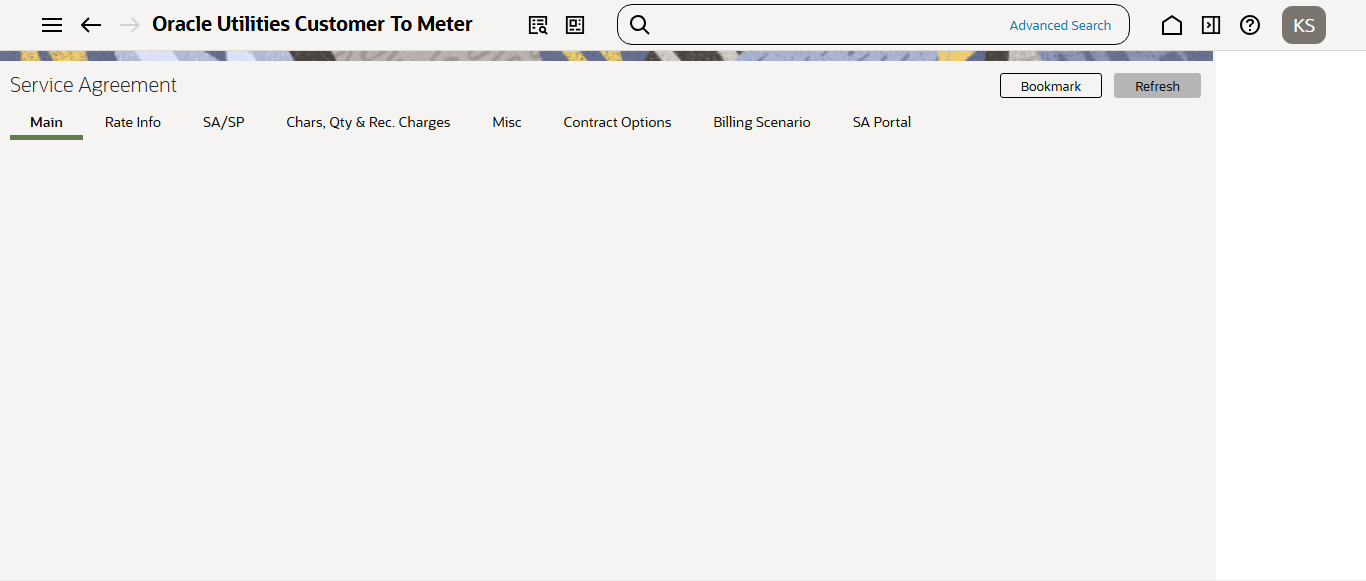 Oracle Utilities Customer To Meter
Advanced Search
KS
Service Agreement
Bookmark
Refresh
Main
Rate Info
SA/SP
Chars, Qty & Rec. Charges
Misc
Contract Options
Billing Scenario
SA Portal